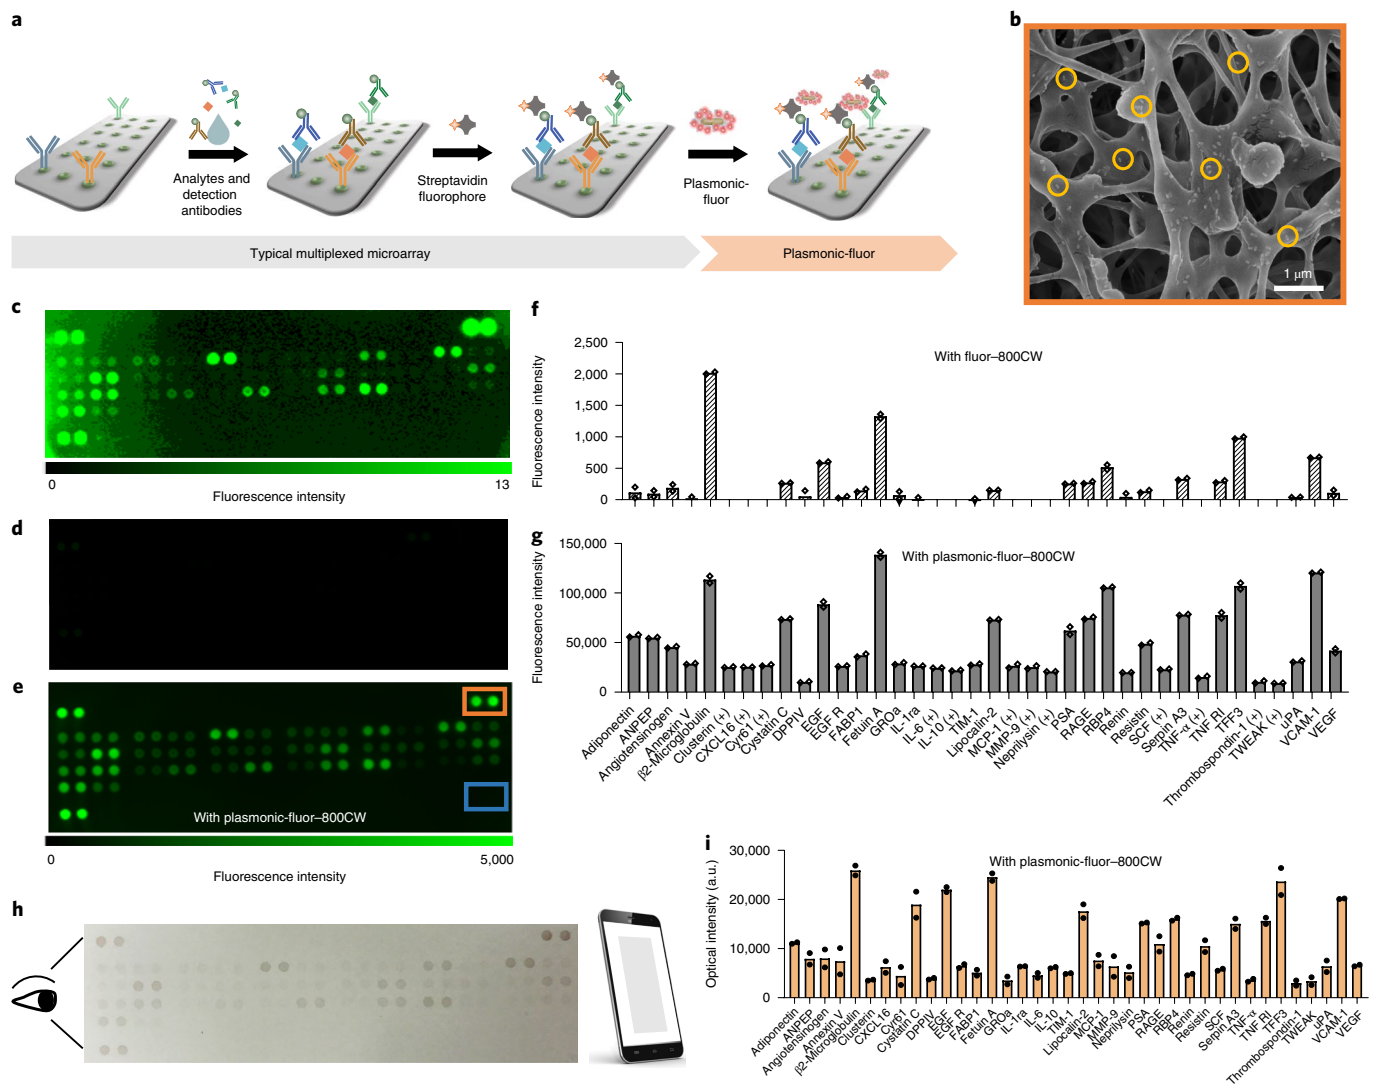 a
Analytes and
detection
antibodies
Streptavidin
fluorophore
Plasmonic-
fluor
Typical multiplexed microarray
Plasmonic-fluor
b
1 μm
c
0
13
Fluorescence intensity
d
e
With plasmonic-fluor–800CW
0
5,000
Fluorescence intensity
f
Fluorescence intensity
2,500
2,000
1,500
1,000
500
0
With fluor–800CW
g
Fluorescence intensity
150,000
100,000
50,000
0
With plasmonic-fluor–800CW
Adiponectin
ANPEP
Angiotensinogen
Annexin V
β2-Microglobulin
Clusterin (+)
CXCL16 (+)
Cyr61 (+)
Cystatin C
DPPIV
EGF
EGF R
FABP1
Fetuin A
GROa
IL-1ra
IL-6 (+)
IL-10 (+)
TIM-1
Lipocalin-2
MCP-1 (+)
MMP-9 (+)
Neprilysin (+)
PSA
RAGE
RBP4
Renin
Resistin
SCF (+)
Serpin A3
TNF-α (+)
TNF RI
TFF3
Thrombospondin-1 (+)
TWEAK (+)
uPA
VCAM-1
VEGF
h
i
Optical intensity (a.u.)
30,000
20,000
10,000
0
With plasmonic-fluor–800CW
Adiponectin
ANPEP
Angiotensinogen
Annexin V
β2-Microglobulin
Clusterin
CXCL16
Cyr61
Cystatin C
DPPIV
EGF
EGF R
FABP1
Fetuin A
GROa
IL-1ra
IL-6
IL-10
TIM-1
Lipocalin-2
MCP-1
MMP-9
Neprilysin
PSA
RAGE
RBP4
Renin
Resistin
SCF
Serpin A3
TNF-α
TNF RI
TFF3
Thrombospondin-1
TWEAK
uPA
VCAM-1
VEGF